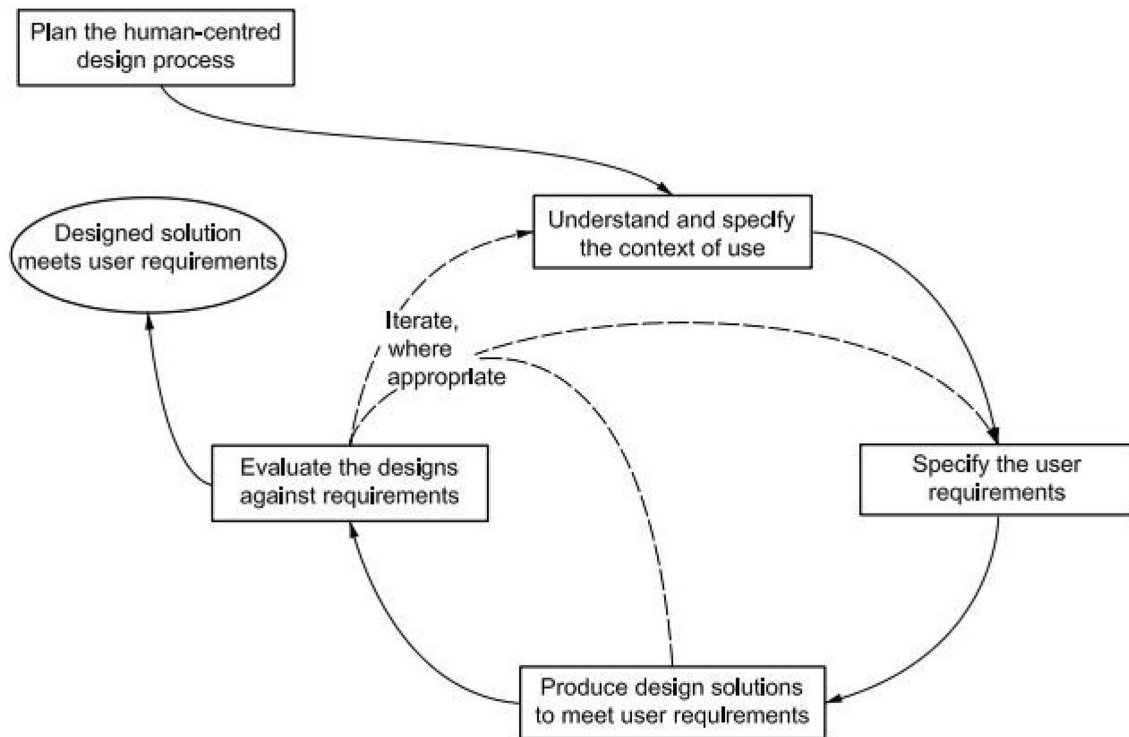 Plan the human-centred
design process
Understand and specify
the context of use
Designed solution
meets user requirements
Iterate,
where
appropriate
Evaluate the designs
against requirements
Specify the user
requirements
Produce design solutions
to meet user requirements